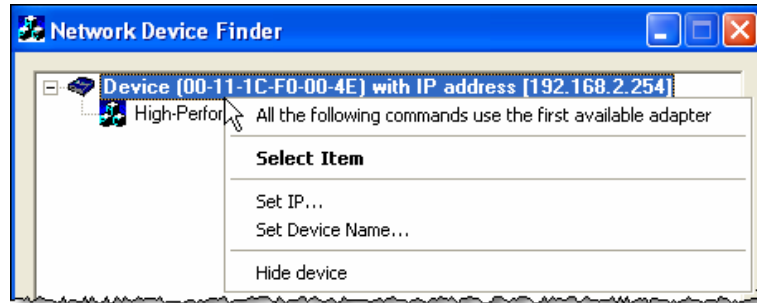 Network Device Finder
Device (00-11-1C-F0-00-4E) with IP address [192.168.2.254]
High-Perfor
All the following commands use the first available adapter
Select Item
Set IP...
Set Device Name...
Hide device